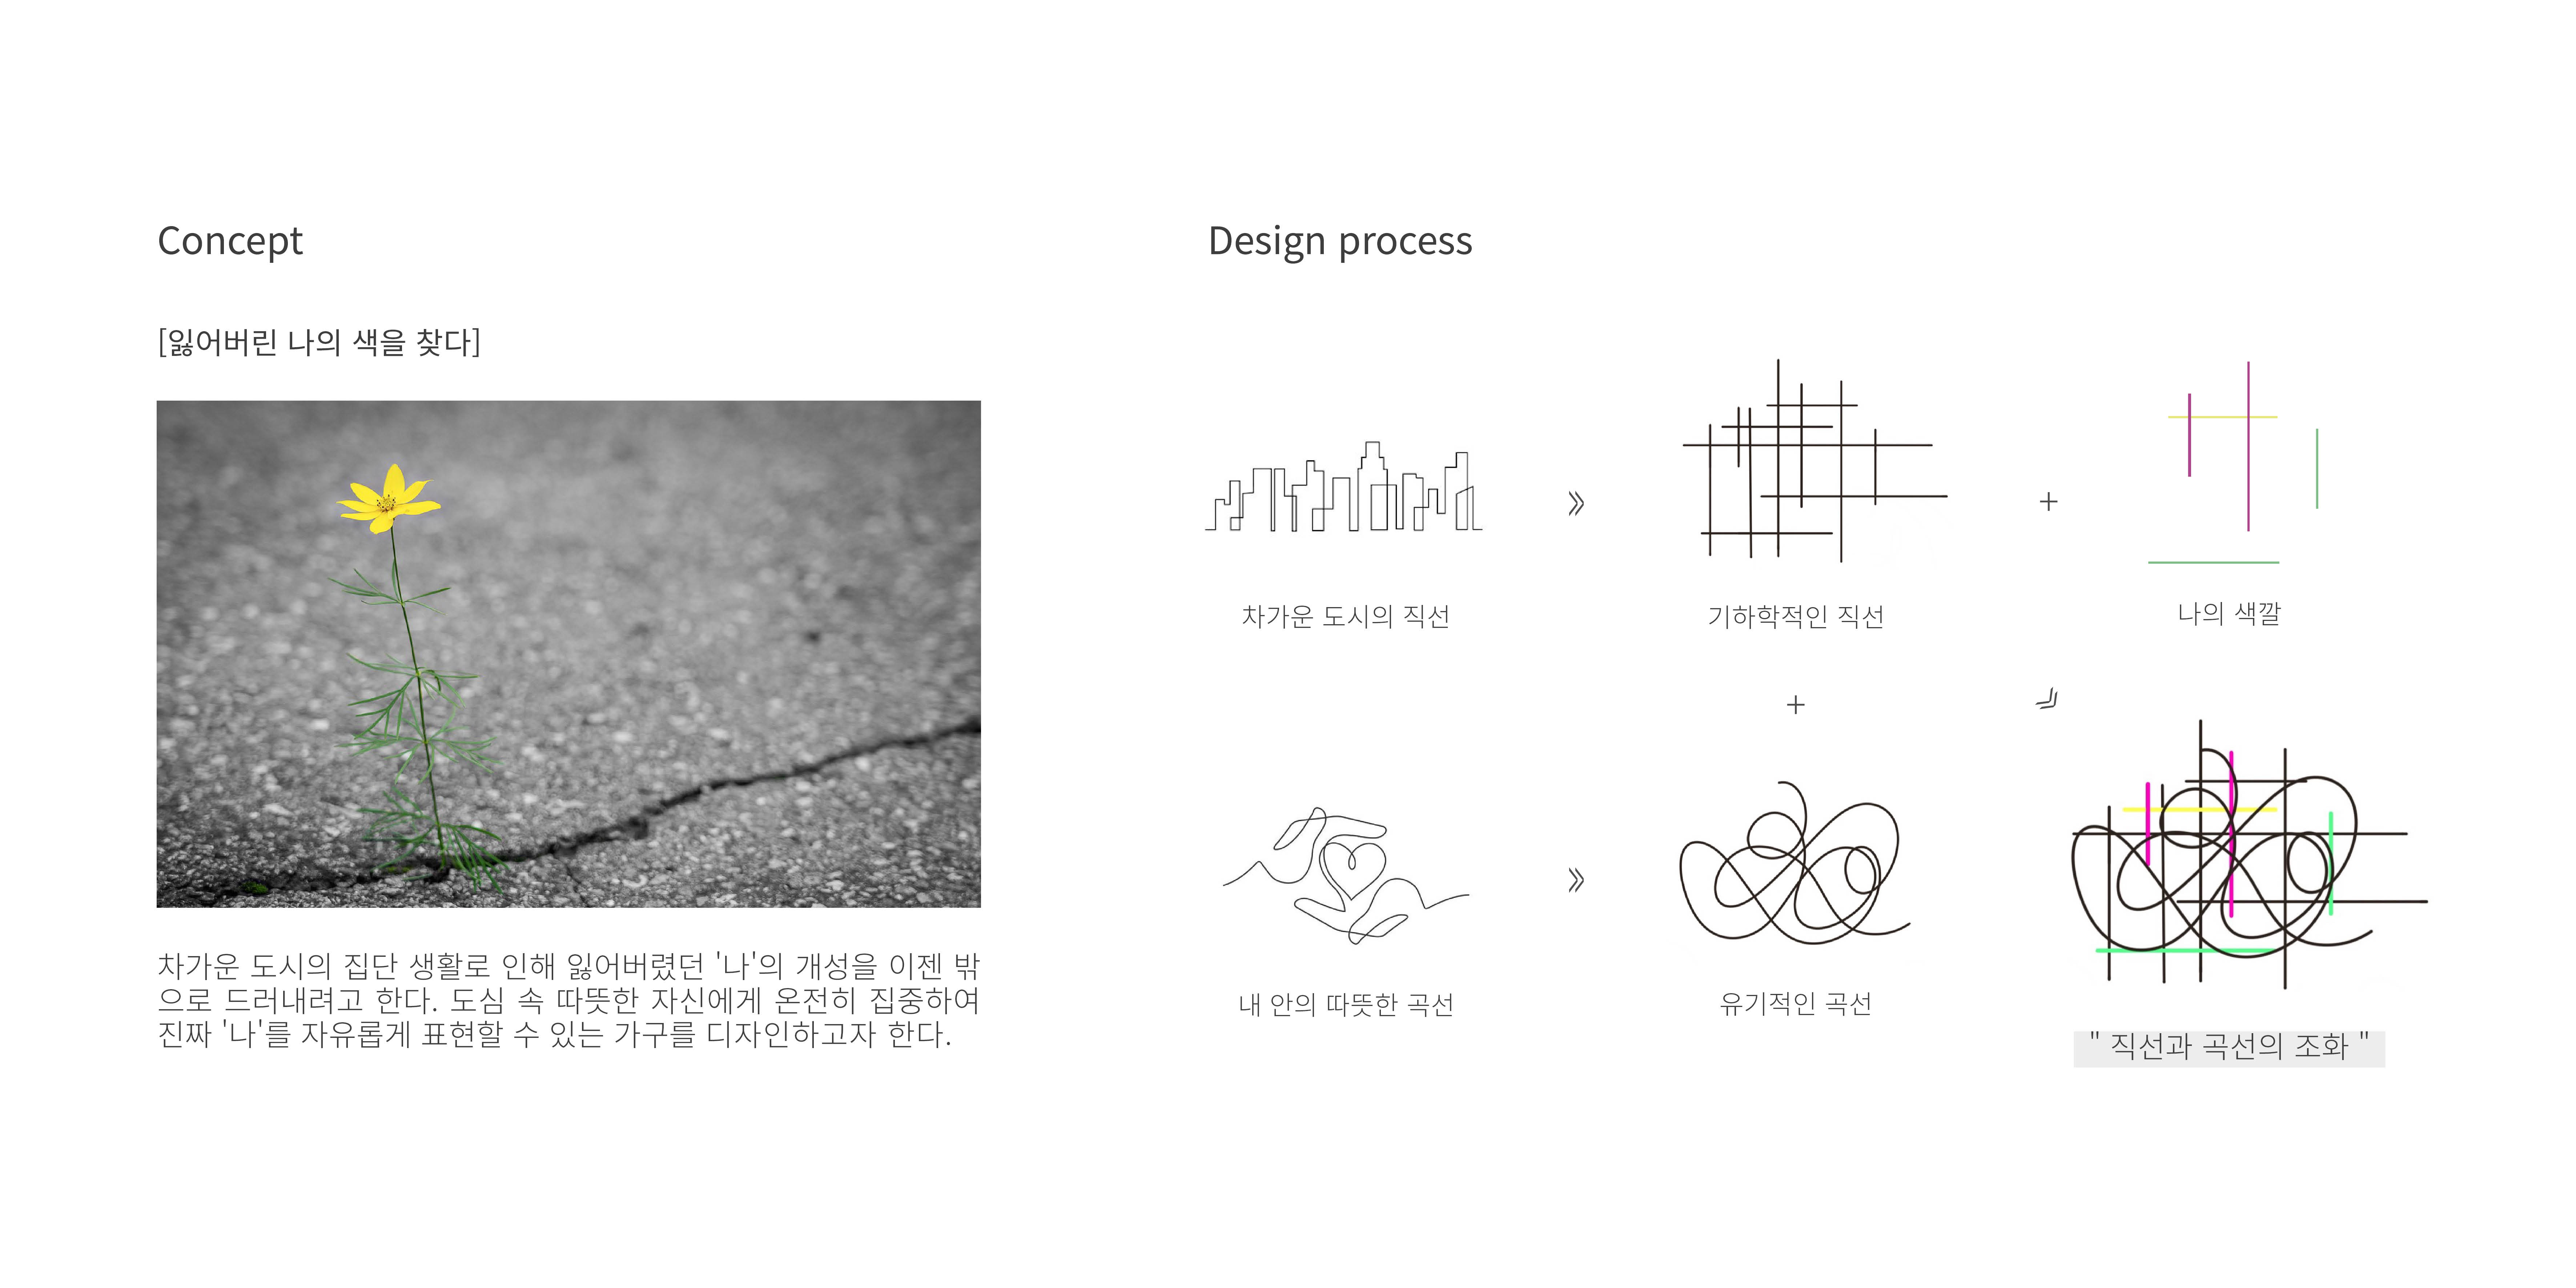 Concept
[잃어버린 나의 색을 찾다]
차가운 도시의 집단 생활로 인해 잃어버렸던 '나'의 개성을 이젠 밖
으로 드러내려고 한다. 도심 속 따뜻한 자신에게 온전히 집중하여
진짜 '나'를 자유롭게 표현할 수 있는 가구를 디자인하고자 한다.
Design process
차가운 도시의 직선
기하학적인 직선
+
나의 색깔
+
내 안의 따뜻한 곡선
유기적인 곡선
" 직선과 곡선의 조화 "